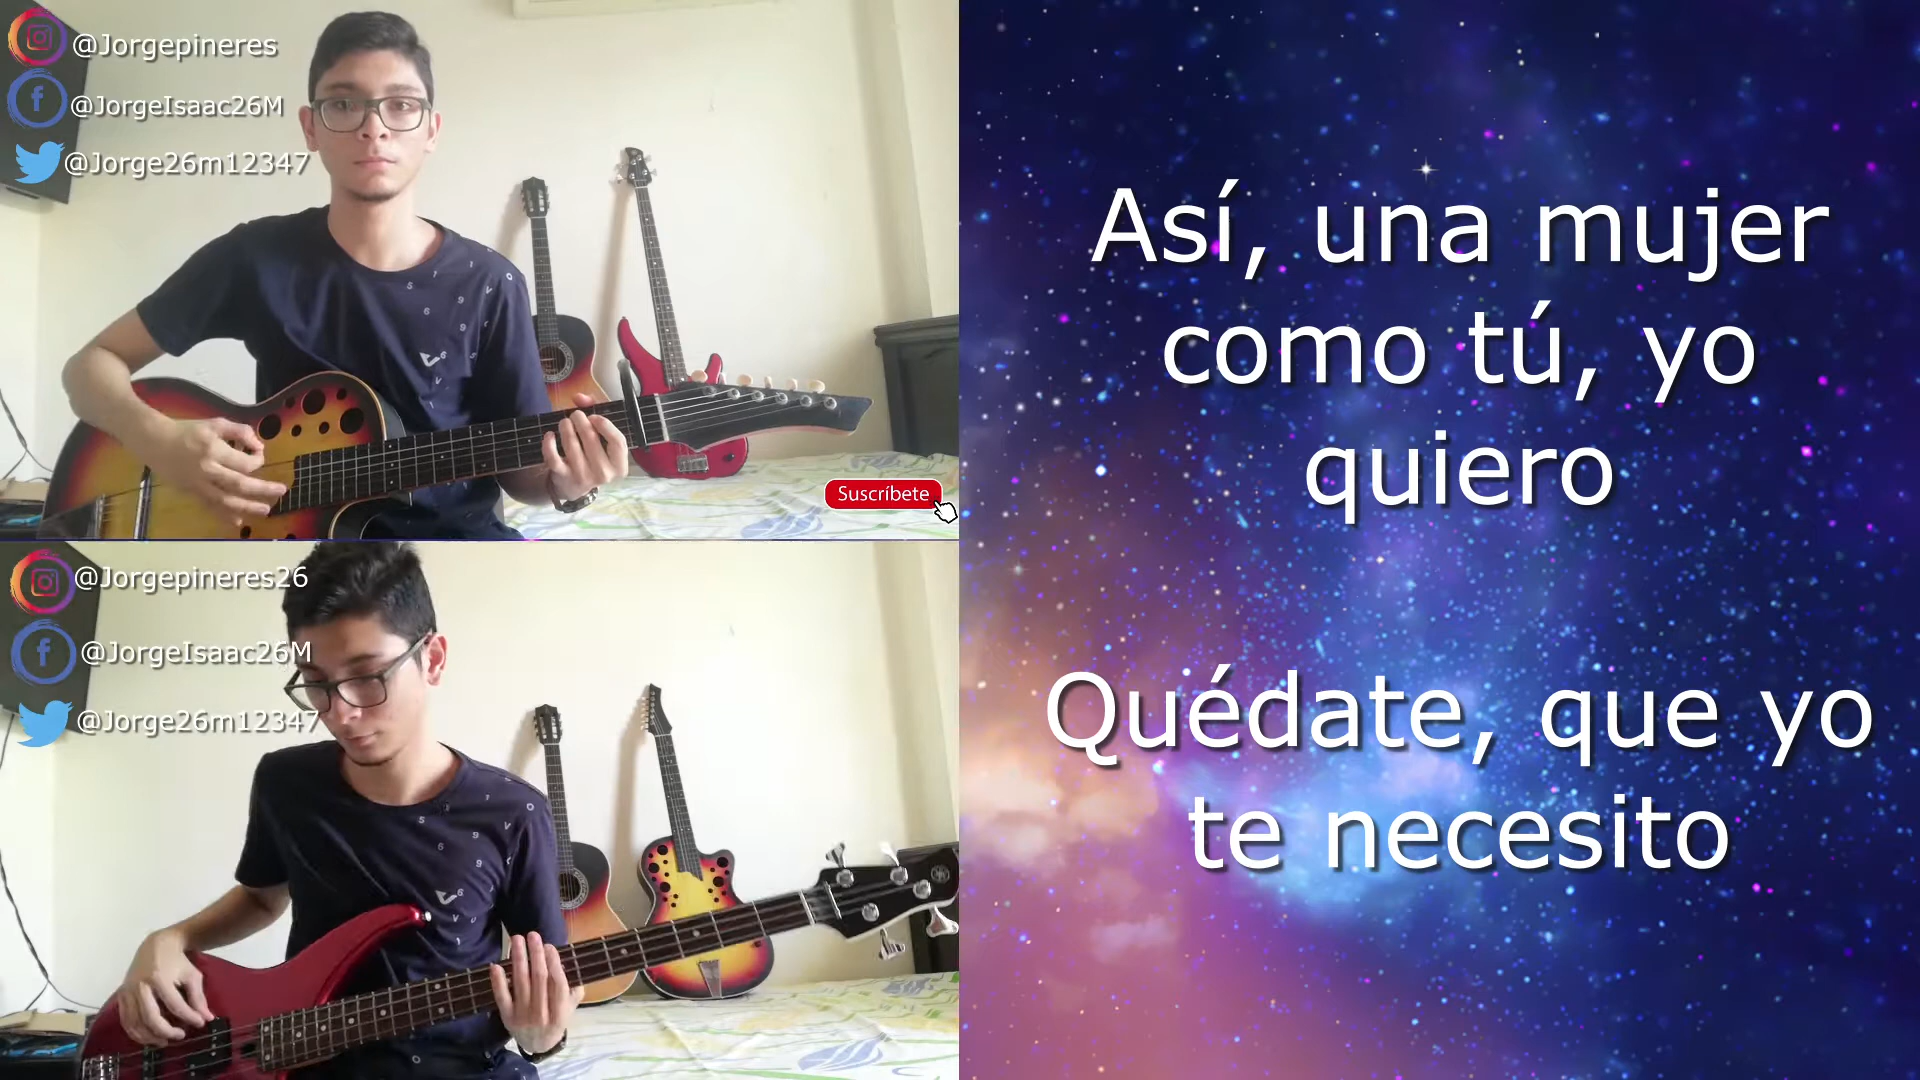 @Jorgepineres
@JorgeIsaac26M
@Jorge26m12347
Suscríbete
@Jorgepineres26
@JorgeIsaac26M
@Jorge26m12347
Así, una mujer
como tú, yo
quiero
Quédate, que yo
te necesito